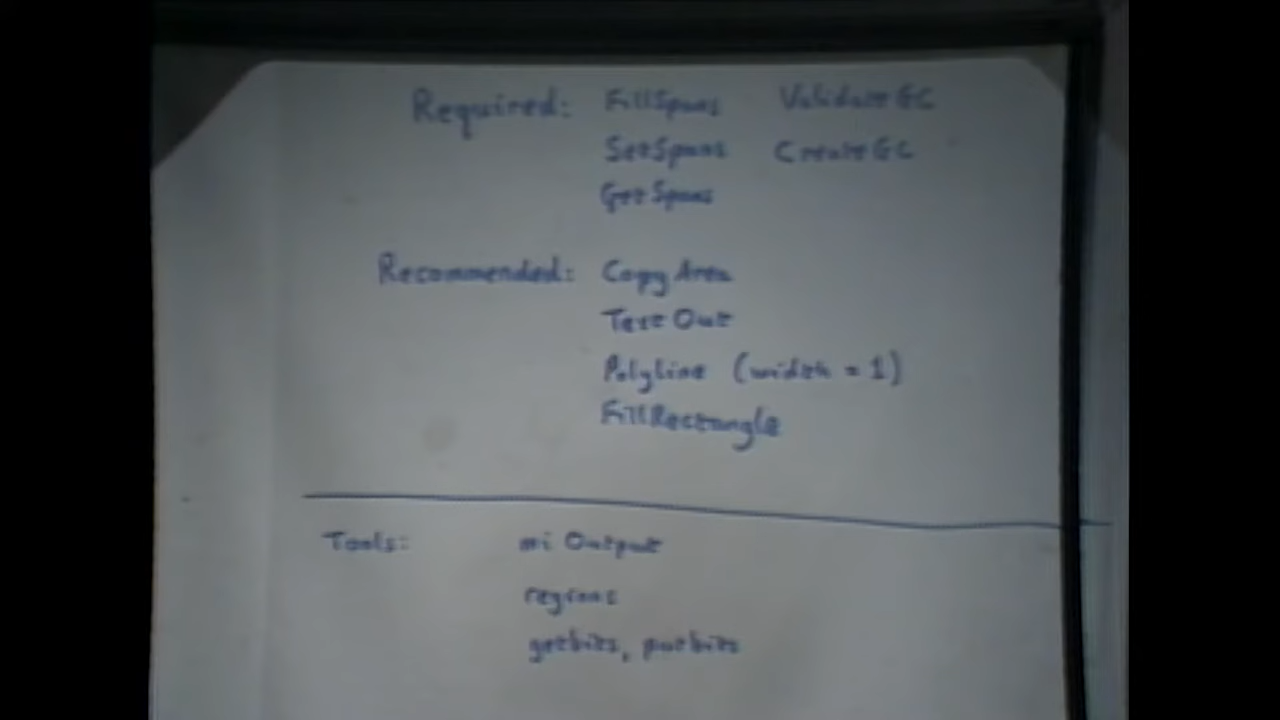 Required: FillSpans ValidateGC
SetSpans CreateGC
GetSpans
Recommended: CopyArea
TextOut
Polyline (width = 1)
FillRectangle
Tools: mi Output
regions
getbits, putbits